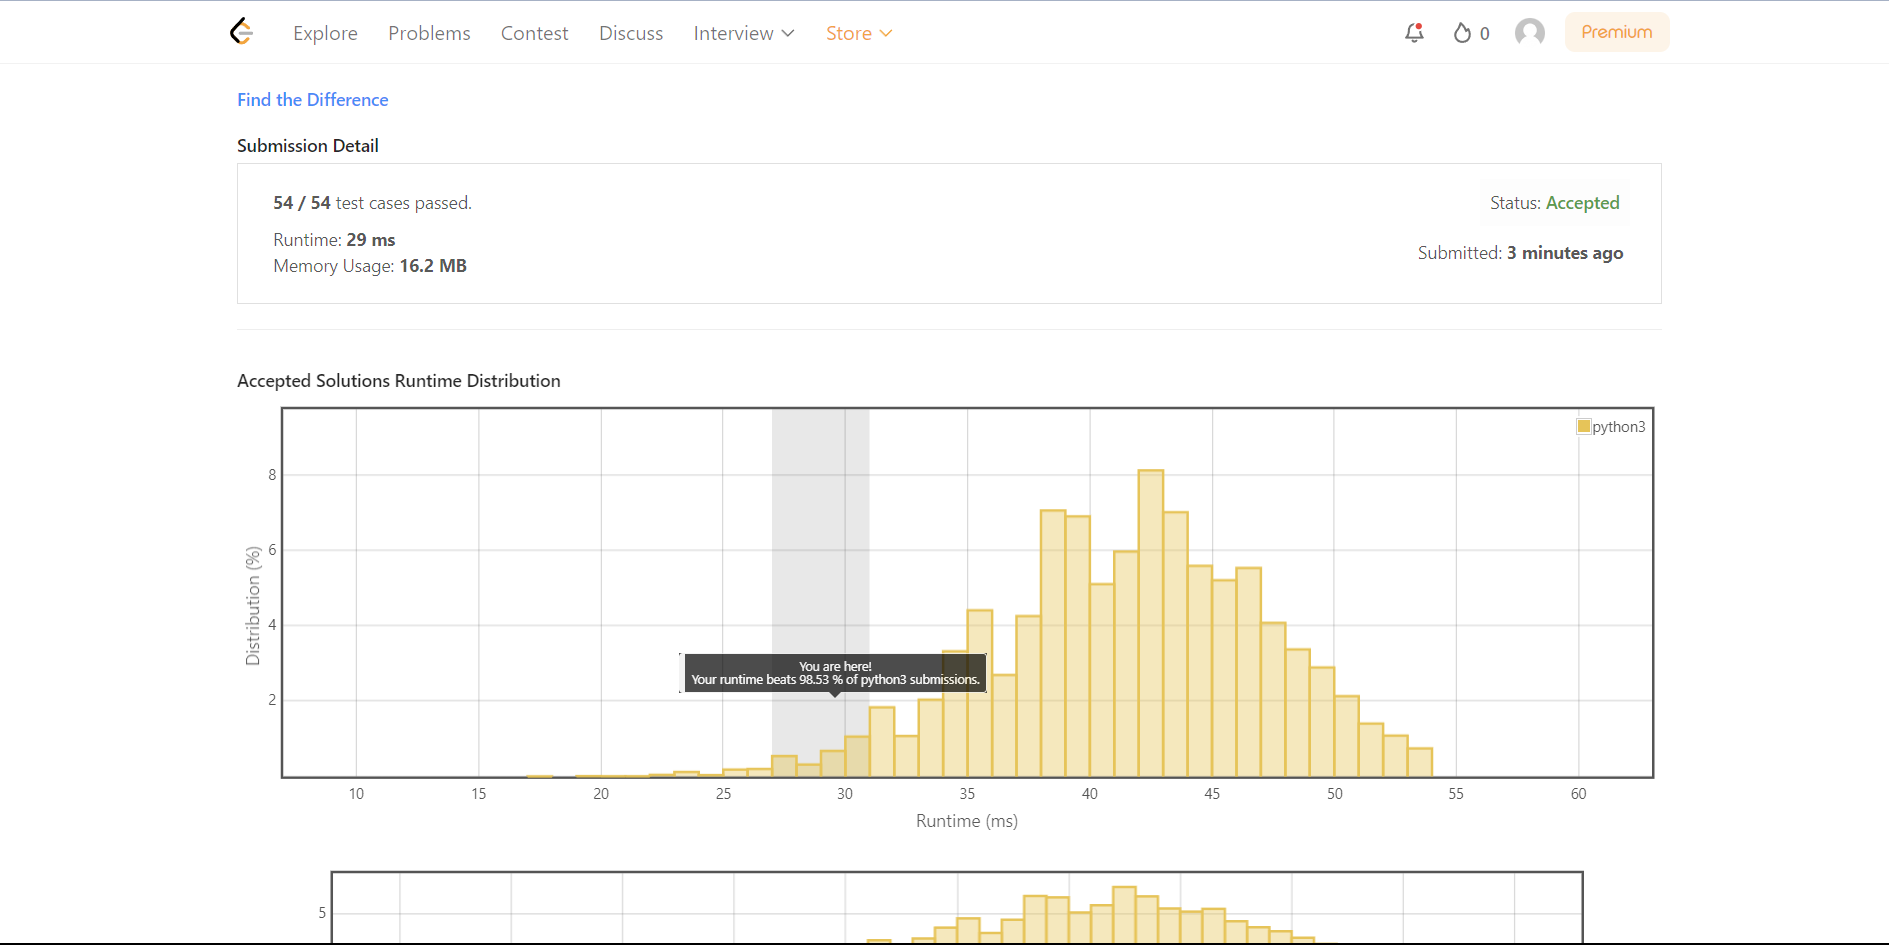 Explore Problems Contest Discuss Interview Store 0 Premium
Find the Difference
Submission Detail
54 / 54 test cases passed.
Status: Accepted
Runtime: 29 ms
Submitted: 3 minutes ago
Memory Usage: 16.2 MB
Accepted Solutions Runtime Distribution
python3
8
6
4
2
Distribution (%)
You are here!
Your runtime beats 98.53 % of python3 submissions.
10 15 20 25 30 35 40 45 50 55 60
Runtime (ms)
5